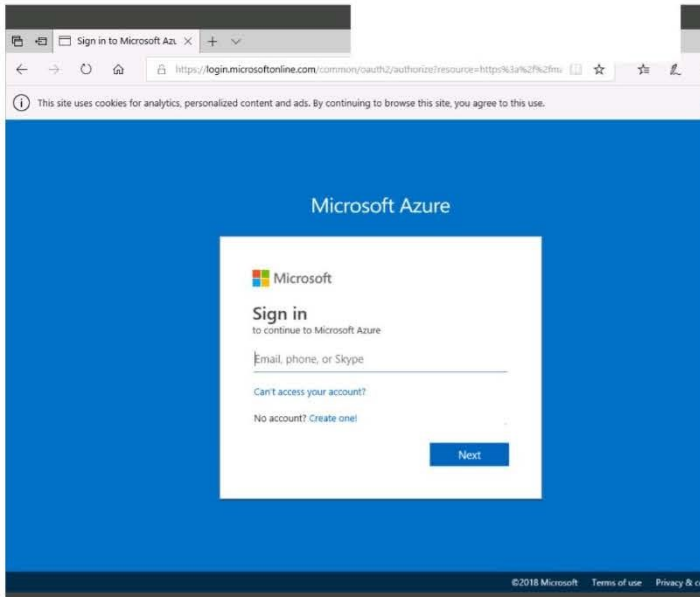 Sign in to Microsoft Azu
https://login.microsoftonline.com/common/oauth2/authorize?resource=https%3a%2f%2fma
This site uses cookies for analytics, personalized content and ads. By continuing to browse this site, you agree to this use.
Microsoft Azure
Microsoft
Sign in
to continue to Microsoft Azure
Email, phone, or Skype
Can't access your account?
No account? Create one!
Next
©2018 Microsoft Terms of use Privacy & c